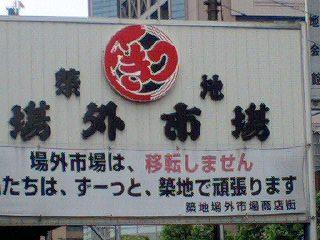 築地
場外市場
場外市場は、移転しません
たちは、ずーっと、築地で頑張ります
築地場外市場商店街